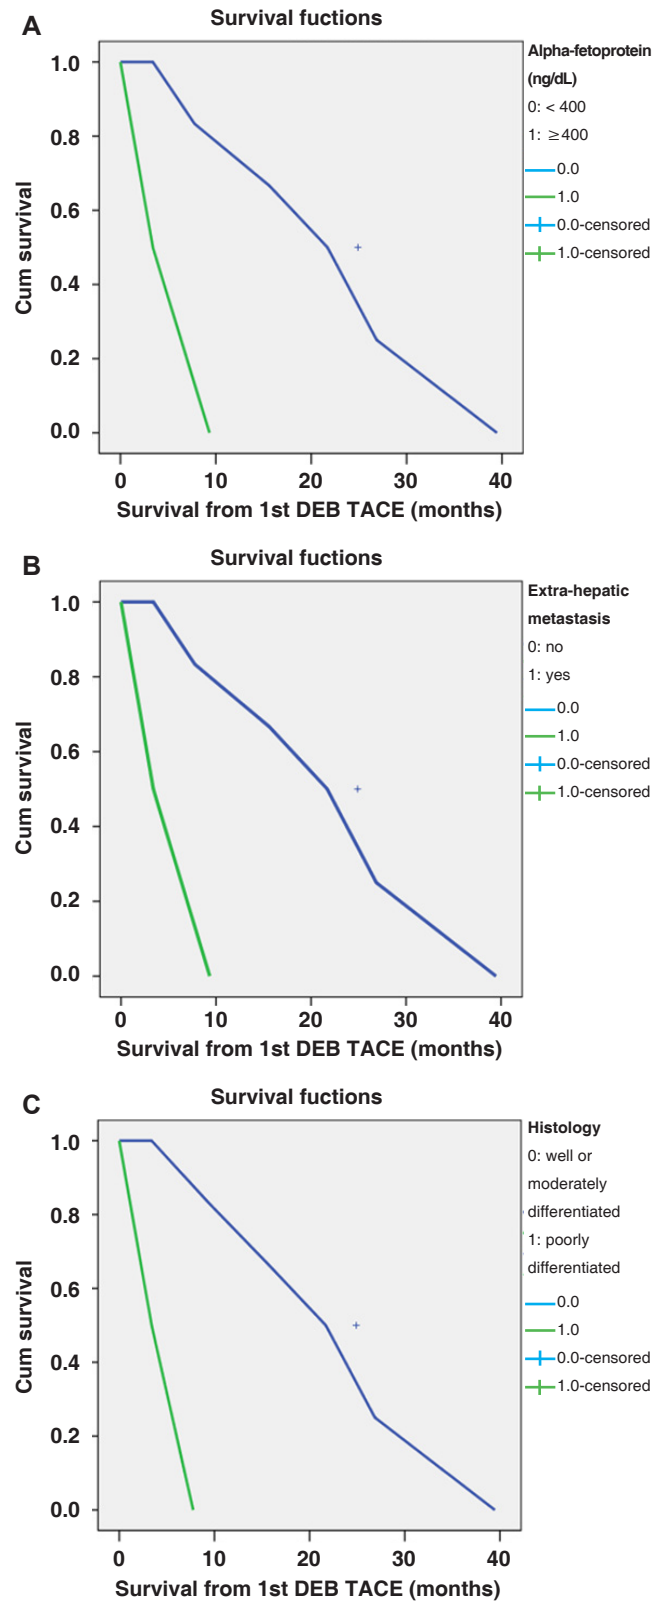 A
Survival fuctions
Cum survival
1.0
0.8
0.6
0.4
0.2
0.0
0 10 20 30 40
Survival from 1st DEB TACE (months)
Alpha-fetoprotein
(ng/dL)
0: < 400
1: ≥400
0.0
1.0
0.0-censored
1.0-censored
B
Survival fuctions
Cum survival
1.0
0.8
0.6
0.4
0.2
0.0
0 10 20 30 40
Survival from 1st DEB TACE (months)
Extra-hepatic
metastasis
0: no
1: yes
0.0
1.0
0.0-censored
1.0-censored
C
Survival fuctions
Cum survival
1.0
0.8
0.6
0.4
0.2
0.0
0 10 20 30 40
Survival from 1st DEB TACE (months)
Histology
0: well or
moderately
differentiated
1: poorly
differentiated
0.0
1.0
0.0-censored
1.0-censored